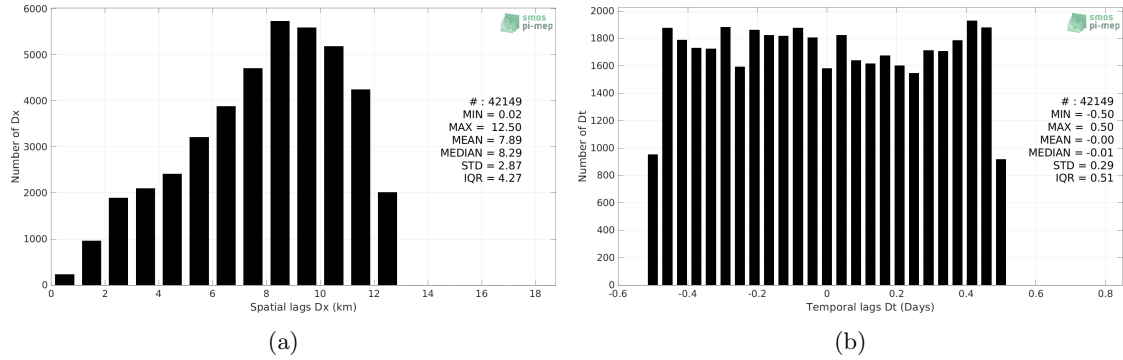 6000
5000
4000
3000
2000
1000
0
Number of Dx
0 2 4 6 8 10 12 14 16 18
Spatial lags Dx (km)
smos
pi-mep
# : 42149
MIN = 0.02
MAX = 12.50
MEAN = 7.89
MEDIAN = 8.29
STD = 2.87
IQR = 4.27
(a)
2000
1800
1600
1400
1200
1000
800
600
400
200
0
Number of Dt
-0.6 -0.4 -0.2 0 0.2 0.4 0.6 0.8
Temporal lags Dt (Days)
smos
pi-mep
# : 42149
MIN = -0.50
MAX = 0.50
MEAN = -0.00
MEDIAN = -0.01
STD = 0.29
IQR = 0.51
(b)